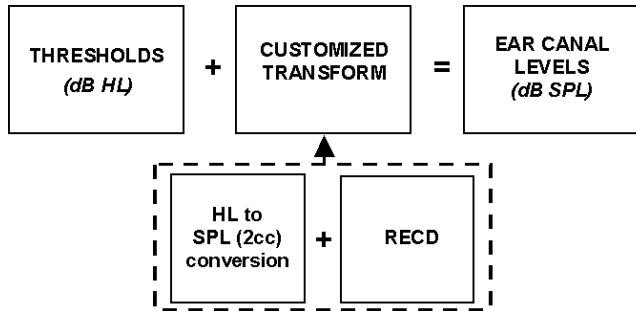 THRESHOLDS
(dB HL)
+
CUSTOMIZED
TRANSFORM
=
EAR CANAL
LEVELS
(dB SPL)
HL to
SPL (2cc)
conversion
+
RECD